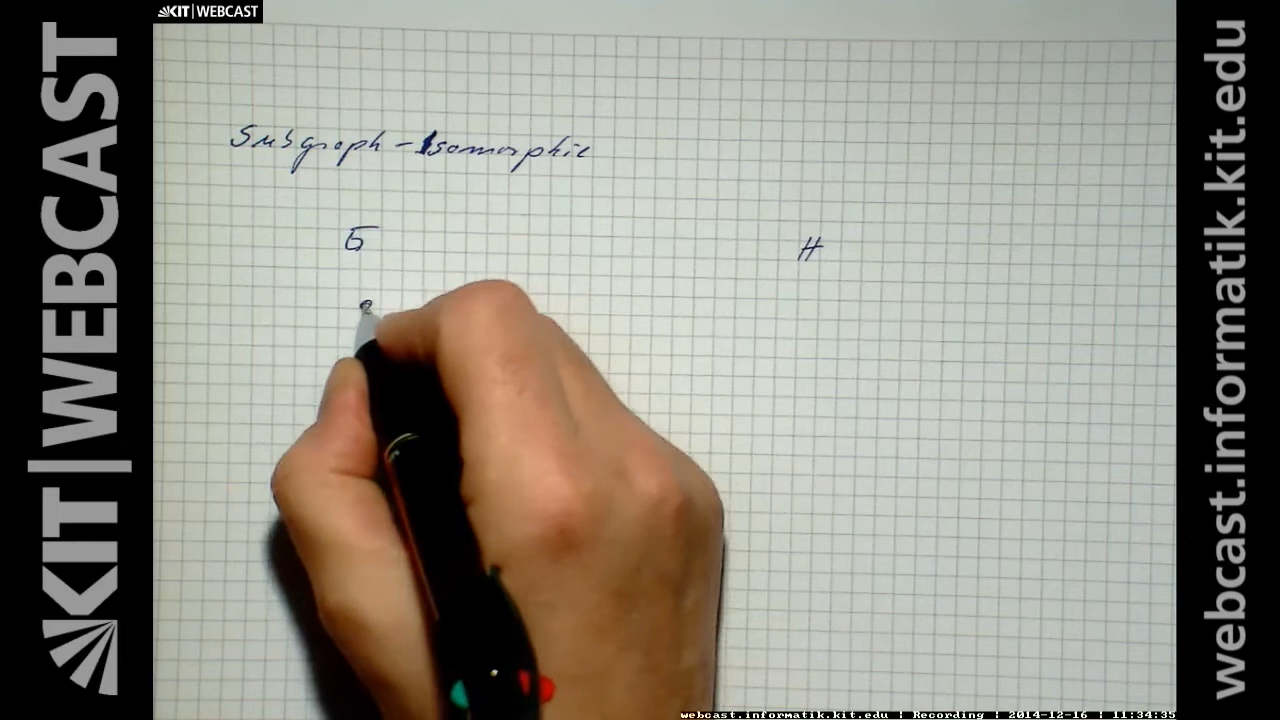 KIT | WEBCAST
KIT | WEBCAST
Subgraph - Isomorphie
G H
webcast.informatik.kit.edu
webcast.informatik.kit.edu | Recording | 2014-12-16 | 11:34:35